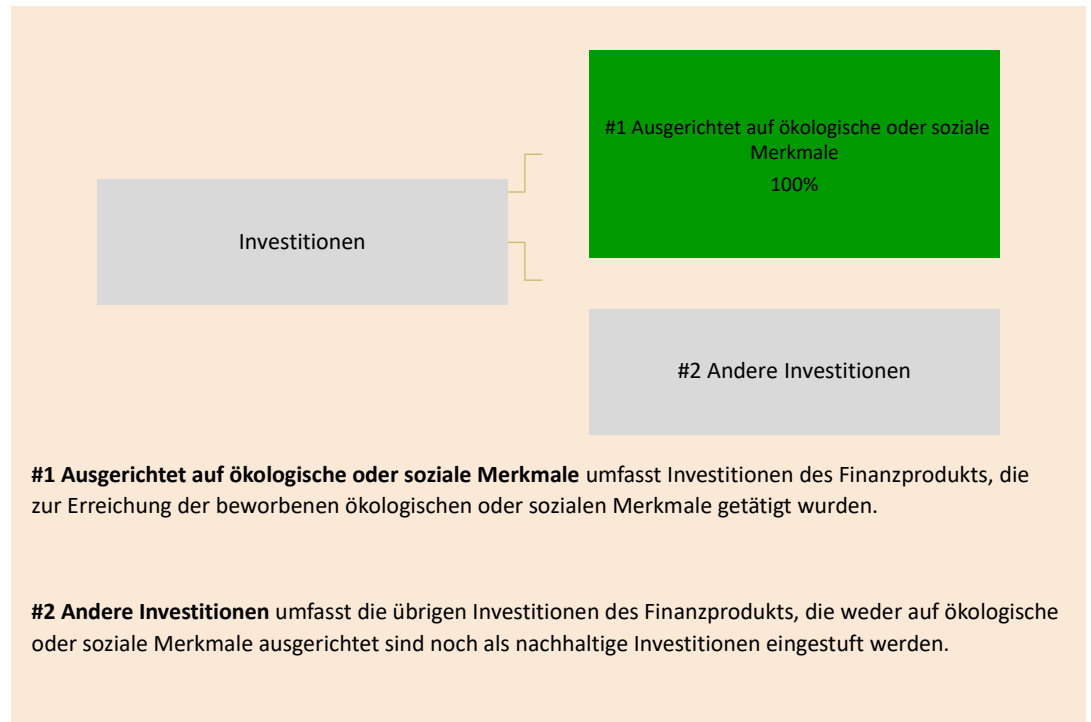 #1 Ausgerichtet auf ökologische oder soziale
Merkmale
100%
Investitionen
#2 Andere Investitionen
#1 Ausgerichtet auf ökologische oder soziale Merkmale umfasst Investitionen des Finanzprodukts, die
zur Erreichung der beworbenen ökologischen oder sozialen Merkmale getätigt wurden.
#2 Andere Investitionen umfasst die übrigen Investitionen des Finanzprodukts, die weder auf ökologische
oder soziale Merkmale ausgerichtet sind noch als nachhaltige Investitionen eingestuft werden.